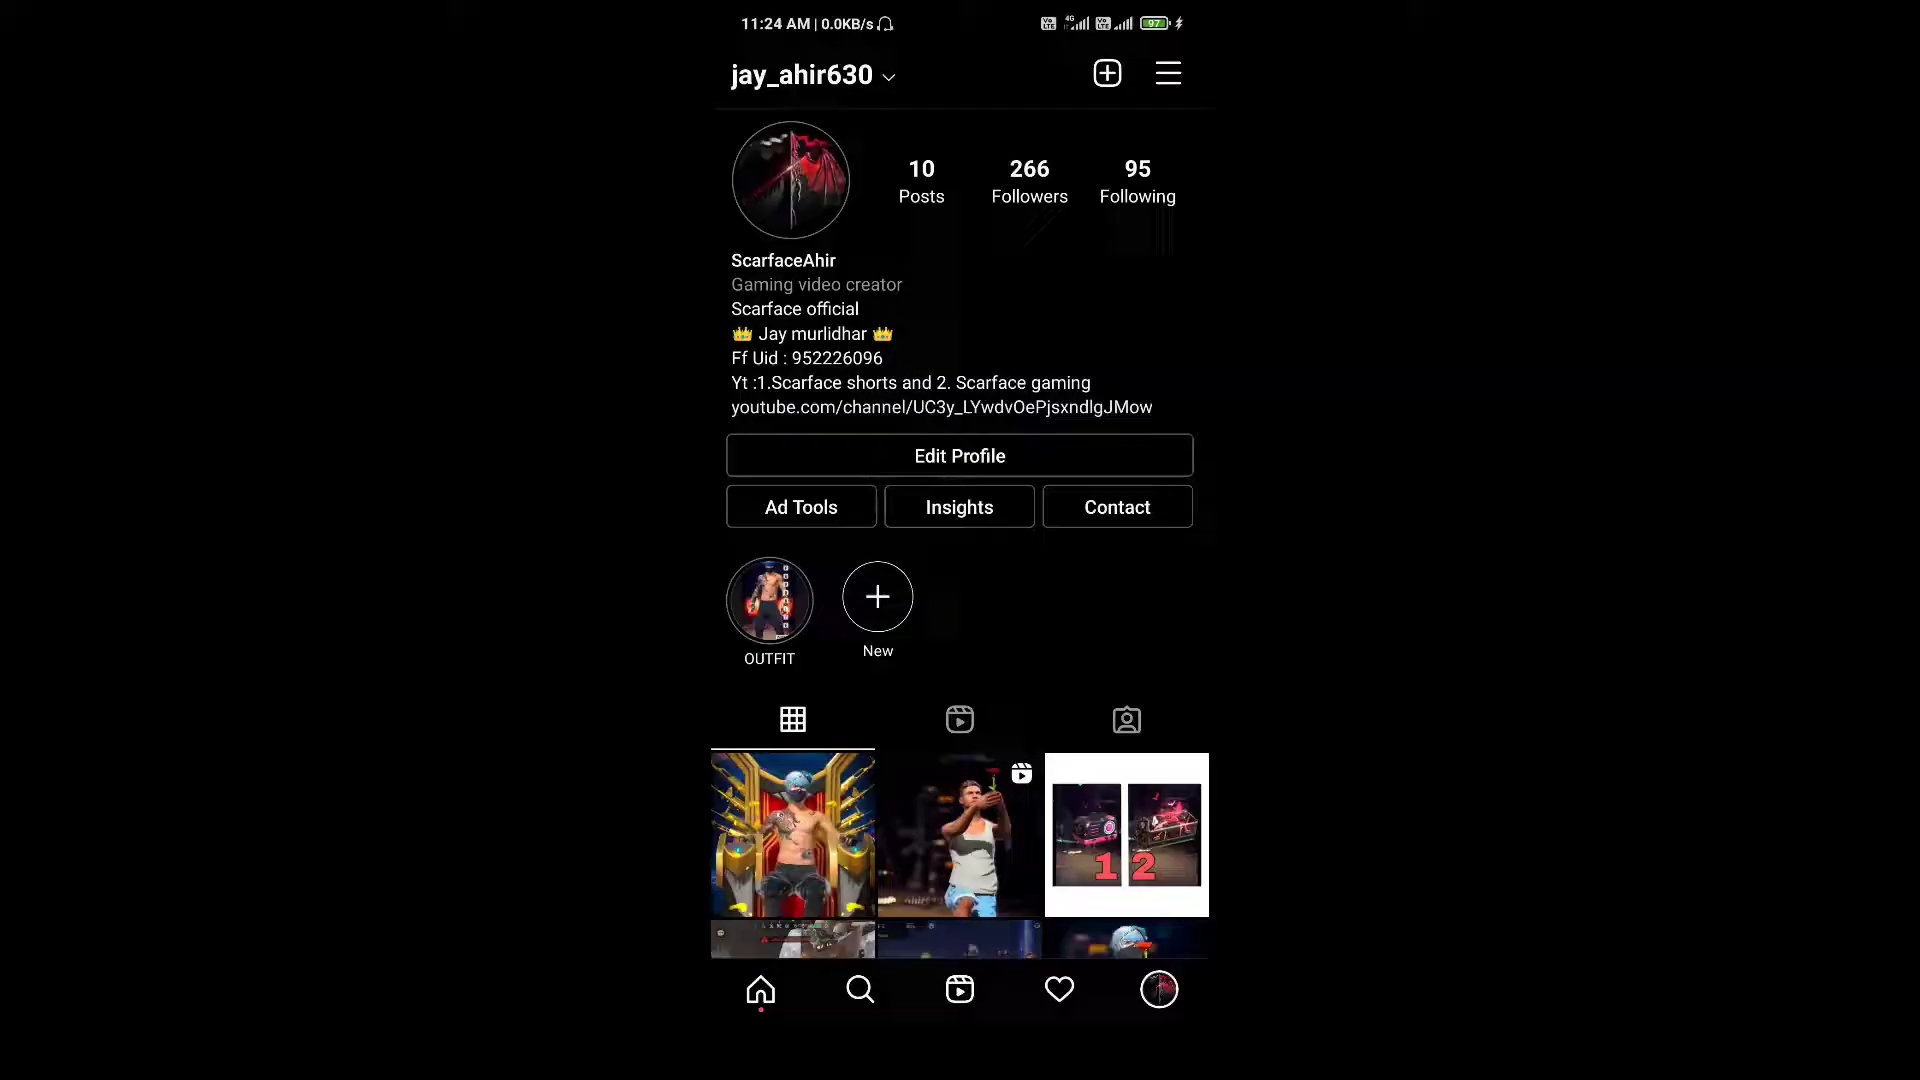 11:24 AM | 0.0KB/s
4G
97
jay_ahir630
10
266
95
Posts
Followers
Following
ScarfaceAhir
Gaming video creator
Scarface official
👑 Jay murlidhar 👑
Ff Uid : 952226096
Yt :1.Scarface shorts and 2. Scarface gaming
youtube.com/channel/UC3y_LYwdvOePjsxndlgJMow
Edit Profile
Ad Tools
Insights
Contact
OUTFIT
New
1 2